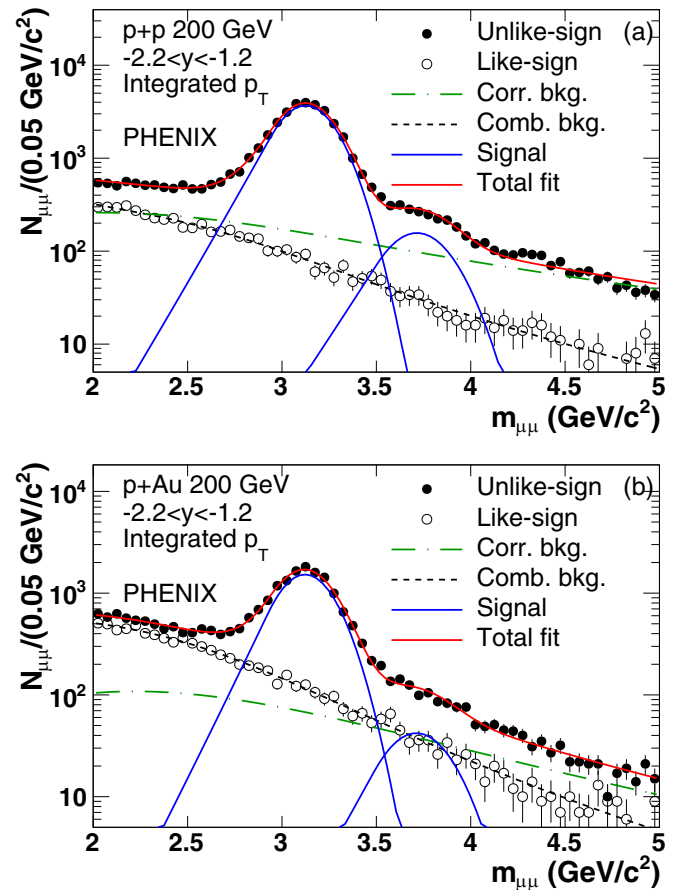 p+p 200 GeV
-2.2<y<-1.2
Integrated p_T
PHENIX
Unlike-sign (a)
Like-sign
Corr. bkg.
Comb. bkg.
Signal
Total fit
N_μμ/(0.05 GeV/c²)
10⁴
10³
10²
10
2 2.5 3 3.5 4 4.5 5
m_μμ (GeV/c²)
p+Au 200 GeV
-2.2<y<-1.2
Integrated p_T
PHENIX
Unlike-sign (b)
Like-sign
Corr. bkg.
Comb. bkg.
Signal
Total fit
N_μμ/(0.05 GeV/c²)
10⁴
10³
10²
10
2 2.5 3 3.5 4 4.5 5
m_μμ (GeV/c²)